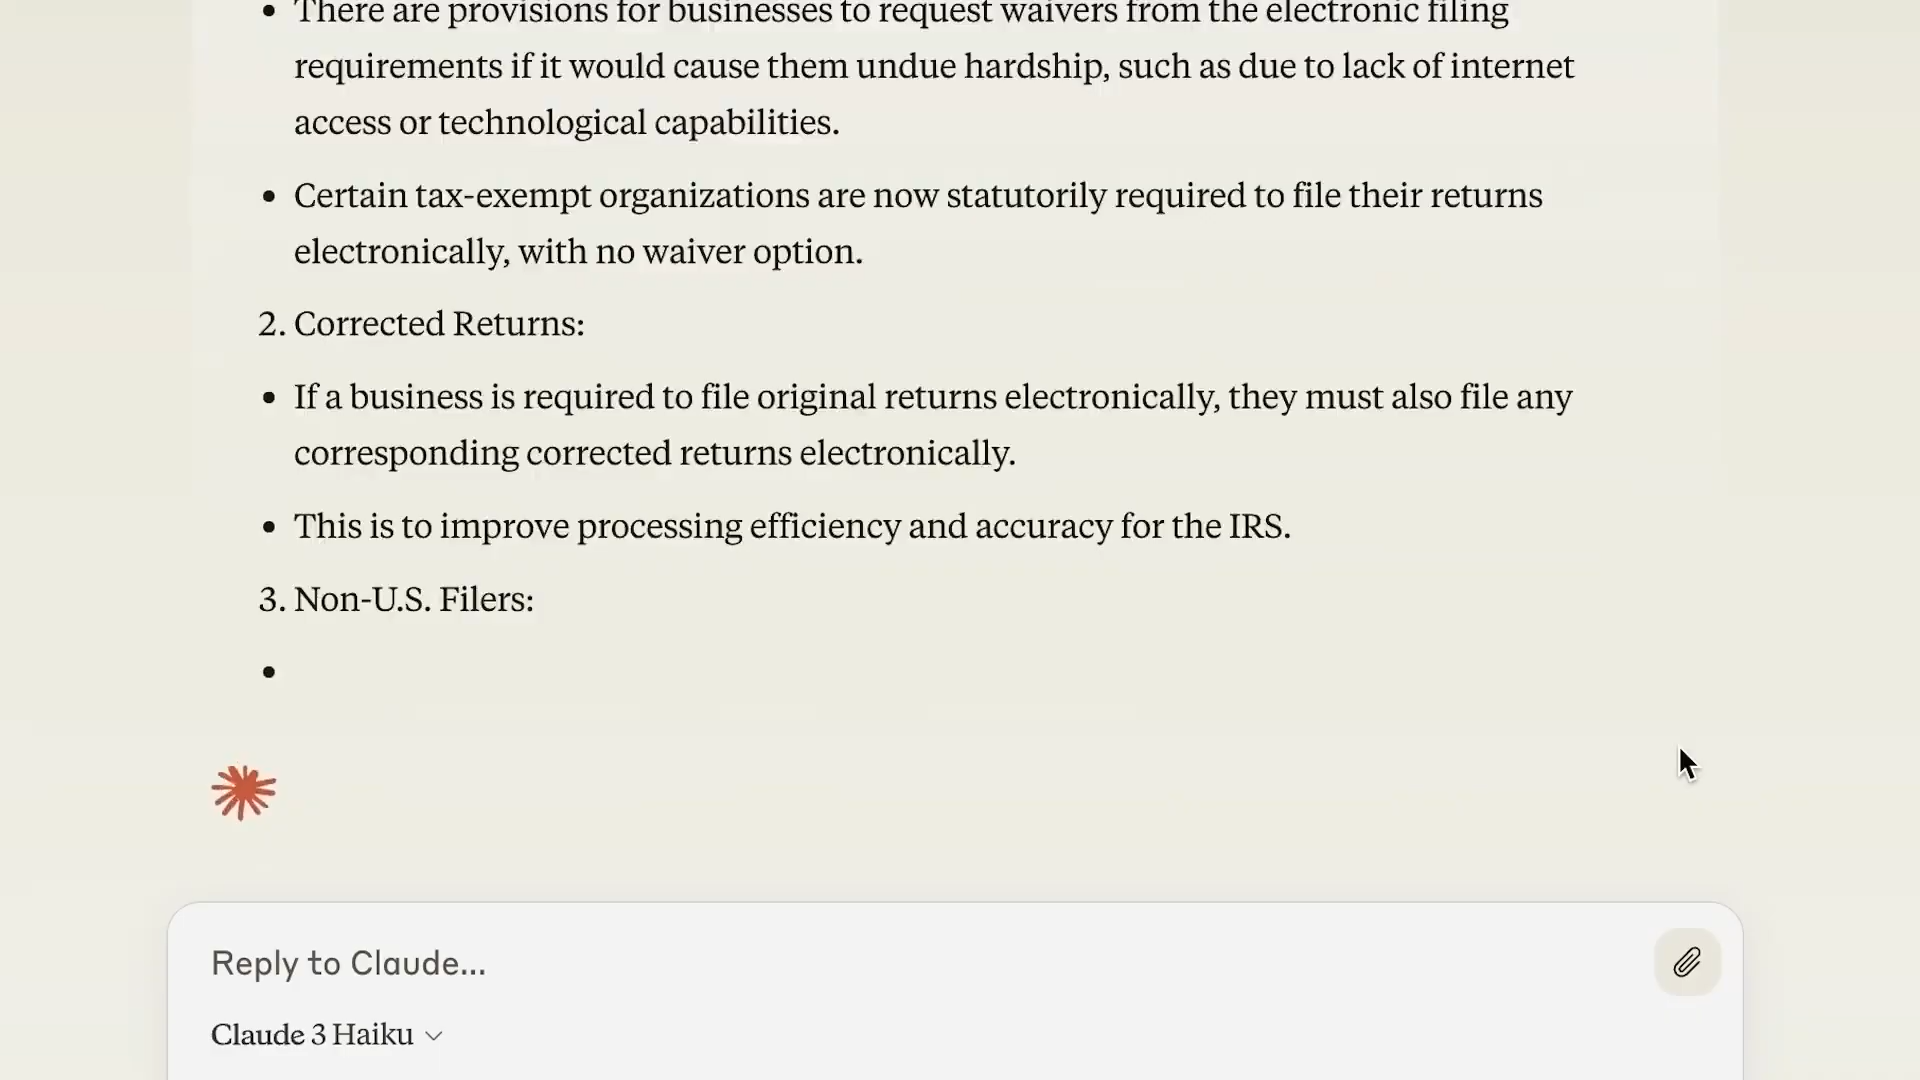 • There are provisions for businesses to request waivers from the electronic filing
requirements if it would cause them undue hardship, such as due to lack of internet
access or technological capabilities.
• Certain tax-exempt organizations are now statutorily required to file their returns
electronically, with no waiver option.
2. Corrected Returns:
• If a business is required to file original returns electronically, they must also file any
corresponding corrected returns electronically.
• This is to improve processing efficiency and accuracy for the IRS.
3. Non-U.S. Filers:
•
Reply to Claude...
Claude 3 Haiku